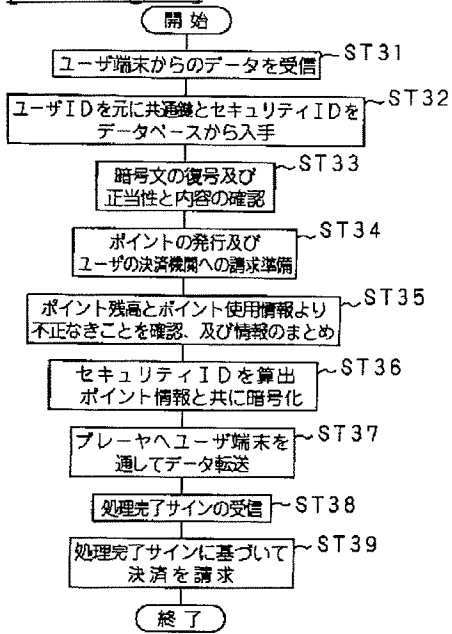 開始
ユーザ端末からのデータを受信
ST31
ユーザIDを元に共通鍵とセキュリティIDを
データベースから入手
ST32
暗号文の復号及び
正当性と内容の確認
ST33
ポイントの発行及び
ユーザの決済機関への請求準備
ST34
ポイント残高とポイント使用情報より
不正なきことを確認、及び情報のまとめ
ST35
セキュリティIDを算出
ポイント情報と共に暗号化
ST36
プレーヤへユーザ端末を
通してデータ転送
ST37
処理完了サインの受信
ST38
処理完了サインに基づいて
決済を請求
ST39
終了